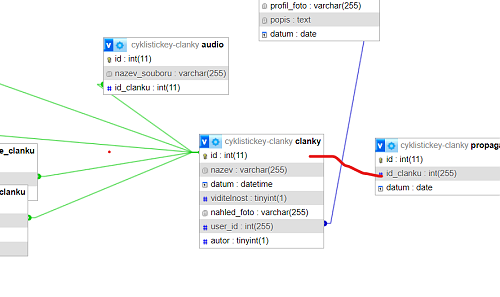 profil_foto : varchar(255)
popis : text
datum : date
cyklistickey-clanky audio
id : int(11)
nazev_souboru : varchar(255)
id_clanku : int(11)
cyklistickey-clanky clanky
id : int(11)
nazev : varchar(255)
datum : datetime
viditelnost : tinyint(1)
nahled_foto : varchar(255)
user_id : int(255)
autor : tinyint(1)
cyklistickey-clanky propaga
id : int(11)
id_clanku : int(255)
datum : date
e_clanku
clanku